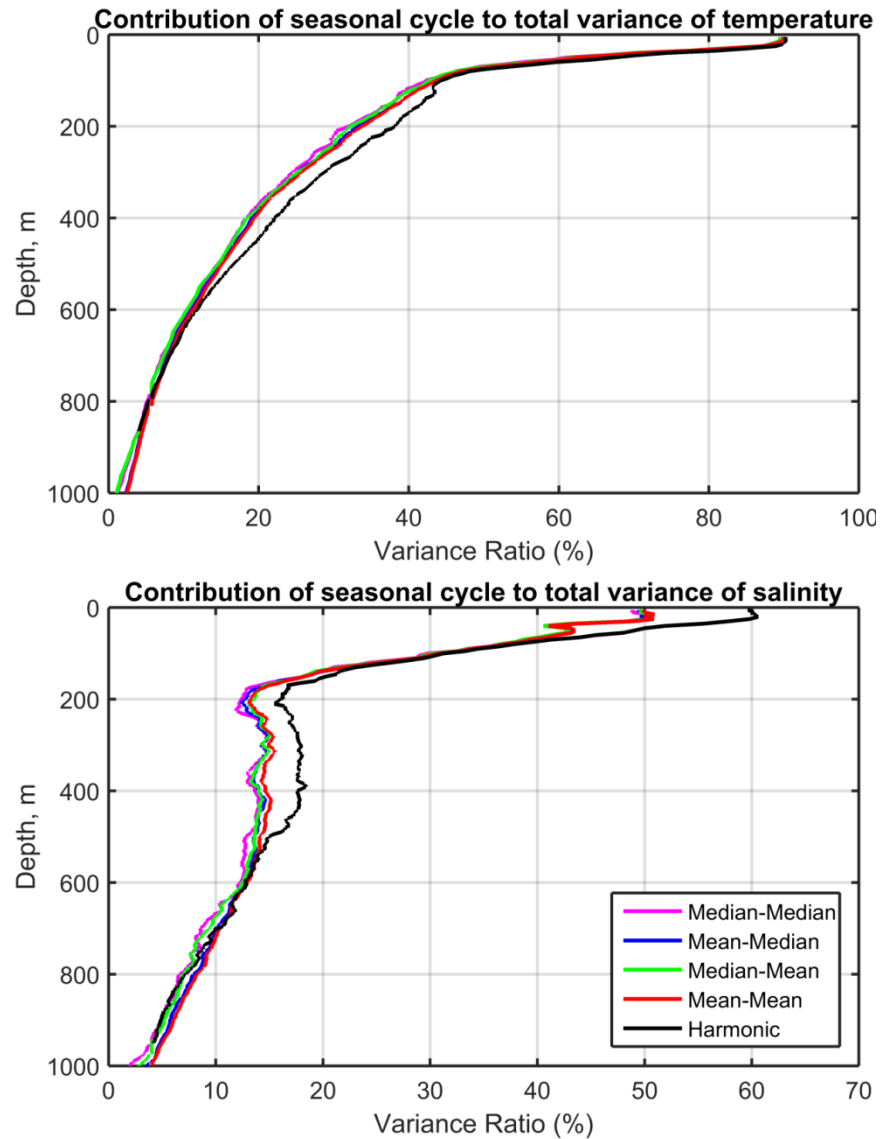 Contribution of seasonal cycle to total variance of temperature
0
200
400
600
800
1000
Depth, m
0 20 40 60 80 100
Variance Ratio (%)
Contribution of seasonal cycle to total variance of salinity
0
200
400
600
800
1000
Depth, m
Median-Median
Mean-Median
Median-Mean
Mean-Mean
Harmonic
0 10 20 30 40 50 60 70
Variance Ratio (%)